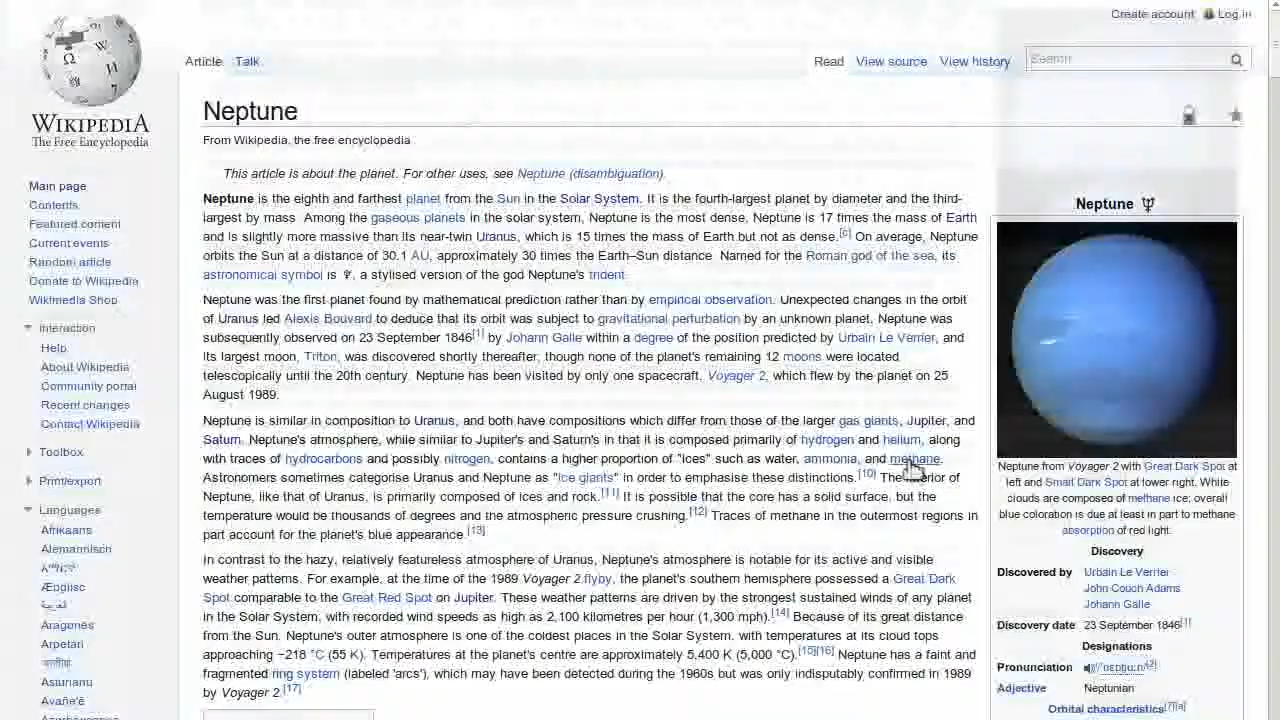 Create account Log in
Article Talk Read View source View history Search
WIKIPEDIA
The Free Encyclopedia
Main page
Contents
Featured content
Current events
Random article
Donate to Wikipedia
Wikimedia Shop
Interaction
Help
About Wikipedia
Community portal
Recent changes
Contact Wikipedia
Toolbox
Print/export
Languages
Afrikaans
Alemannisch
Ænglisc
Aragonés
Arpetan
Asturianu
Avañe'ẽ
Neptune
From Wikipedia, the free encyclopedia
This article is about the planet. For other uses, see Neptune (disambiguation).
Neptune is the eighth and farthest planet from the Sun in the Solar System. It is the fourth-largest planet by diameter and the third-
largest by mass. Among the gaseous planets in the solar system, Neptune is the most dense. Neptune is 17 times the mass of Earth
and is slightly more massive than its near-twin Uranus, which is 15 times the mass of Earth but not as dense.[c] On average, Neptune
orbits the Sun at a distance of 30.1 AU, approximately 30 times the Earth–Sun distance. Named for the Roman god of the sea, its
astronomical symbol is ♆, a stylised version of the god Neptune's trident.
Neptune was the first planet found by mathematical prediction rather than by empirical observation. Unexpected changes in the orbit
of Uranus led Alexis Bouvard to deduce that its orbit was subject to gravitational perturbation by an unknown planet. Neptune was
subsequently observed on 23 September 1846[1] by Johann Galle within a degree of the position predicted by Urbain Le Verrier, and
its largest moon, Triton, was discovered shortly thereafter, though none of the planet's remaining 12 moons were located
telescopically until the 20th century. Neptune has been visited by only one spacecraft, Voyager 2, which flew by the planet on 25
August 1989.
Neptune is similar in composition to Uranus, and both have compositions which differ from those of the larger gas giants, Jupiter, and
Saturn. Neptune's atmosphere, while similar to Jupiter's and Saturn's in that it is composed primarily of hydrogen and helium, along
with traces of hydrocarbons and possibly nitrogen, contains a higher proportion of "ices" such as water, ammonia, and methane.
Astronomers sometimes categorise Uranus and Neptune as "ice giants" in order to emphasise these distinctions.[10] The interior of
Neptune, like that of Uranus, is primarily composed of ices and rock.[11] It is possible that the core has a solid surface, but the
temperature would be thousands of degrees and the atmospheric pressure crushing.[12] Traces of methane in the outermost regions in
part account for the planet's blue appearance.[13]
In contrast to the hazy, relatively featureless atmosphere of Uranus, Neptune's atmosphere is notable for its active and visible
weather patterns. For example, at the time of the 1989 Voyager 2 flyby, the planet's southern hemisphere possessed a Great Dark
Spot comparable to the Great Red Spot on Jupiter. These weather patterns are driven by the strongest sustained winds of any planet
in the Solar System, with recorded wind speeds as high as 2,100 kilometres per hour (1,300 mph).[14] Because of its great distance
from the Sun, Neptune's outer atmosphere is one of the coldest places in the Solar System, with temperatures at its cloud tops
approaching −218 °C (55 K). Temperatures at the planet's centre are approximately 5,400 K (5,000 °C).[15][16] Neptune has a faint and
fragmented ring system (labeled 'arcs'), which may have been detected during the 1960s but was only indisputably confirmed in 1989
by Voyager 2.[17]
Neptune ♆
Neptune from Voyager 2 with Great Dark Spot at
left and Small Dark Spot at lower right. White
clouds are composed of methane ice; overall
blue coloration is due at least in part to methane
absorption of red light.
Discovery
Discovered by Urbain Le Verrier
John Couch Adams
Johann Galle
Discovery date 23 September 1846[1]
Designations
Pronunciation
Adjective Neptunian
Orbital characteristics[7][a]